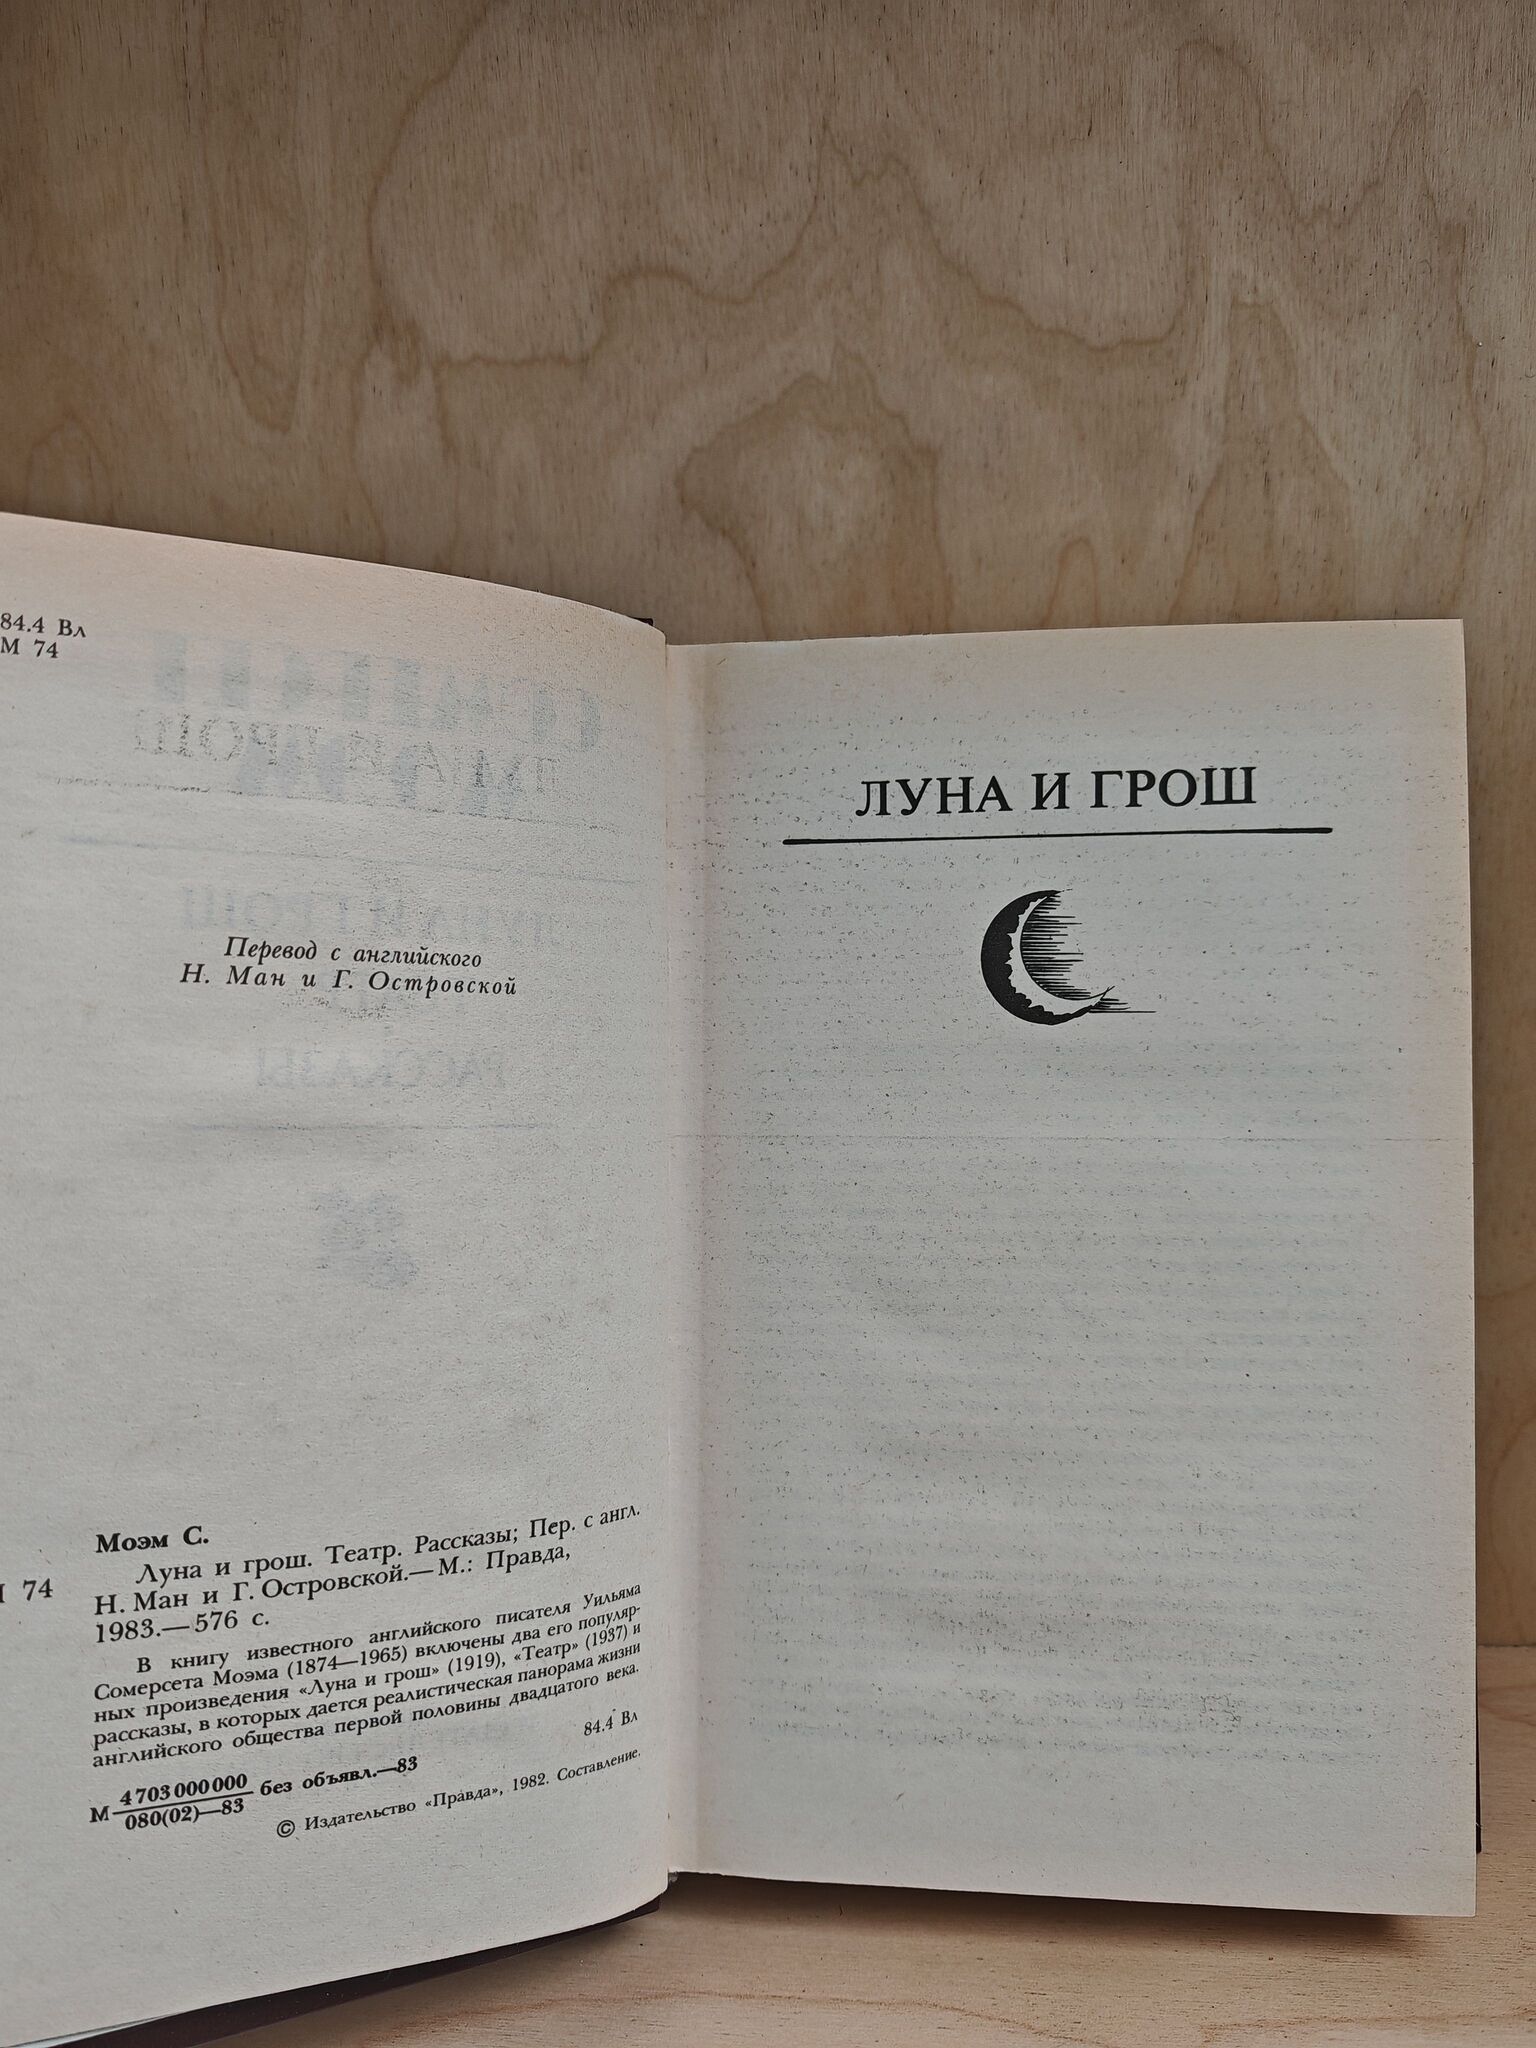 84.4 Вл
М 74
Перевод с английского
Н. Ман и Г. Островской
Моэм С.
Луна и грош. Театр. Рассказы; Пер. с англ.
74 Н. Ман и Г. Островской.— М.: Правда,
1983.— 576 с.
В книгу известного английского писателя Уильяма
Сомерсета Моэма (1874—1965) включены два его популяр-
ных произведения «Луна и грош» (1919), «Театр» (1937) и
рассказы, в которых дается реалистическая панорама жизни
английского общества первой половины двадцатого века.
84.4 Вл
М 4703000000
080(02)—83 без объявл.—83
© Издательство «Правда», 1982. Составление.
ЛУНА И ГРОШ